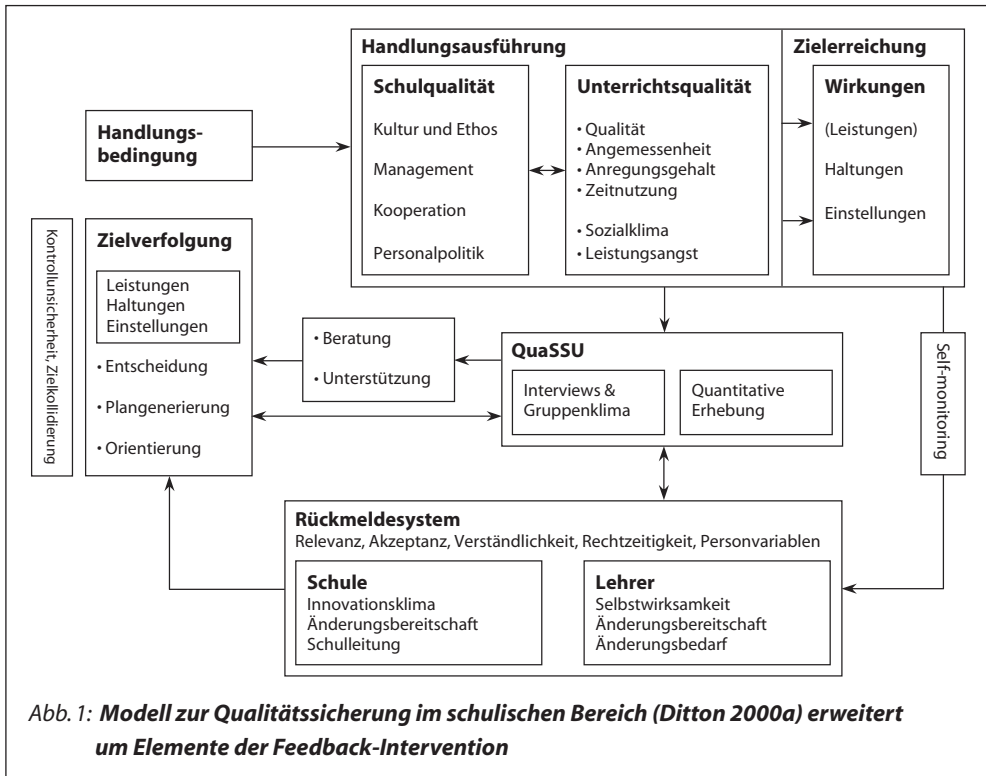 Handlungsausführung
Zielerreichung
Schulqualität
Kultur und Ethos
Management
Kooperation
Personalpolitik
Unterrichtsqualität
• Qualität
• Angemessenheit
• Anregungsgehalt
• Zeitnutzung
• Sozialklima
• Leistungsangst
Wirkungen
(Leistungen)
Haltungen
Einstellungen
Handlungs-
bedingung
Kontrollunsicherheit, Zielkollidierung
Zielverfolgung
Leistungen
Haltungen
Einstellungen
• Entscheidung
• Plangenerierung
• Orientierung
• Beratung
• Unterstützung
QuaSSU
Interviews &
Gruppenklima
Quantitative
Erhebung
Self-monitoring
Rückmeldesystem
Relevanz, Akzeptanz, Verständlichkeit, Rechtzeitigkeit, Personvariablen
Schule
Innovationsklima
Änderungsbereitschaft
Schulleitung
Lehrer
Selbstwirksamkeit
Änderungsbereitschaft
Änderungsbedarf
Abb. 1: Modell zur Qualitätssicherung im schulischen Bereich (Ditton 2000a) erweitert
um Elemente der Feedback-Intervention